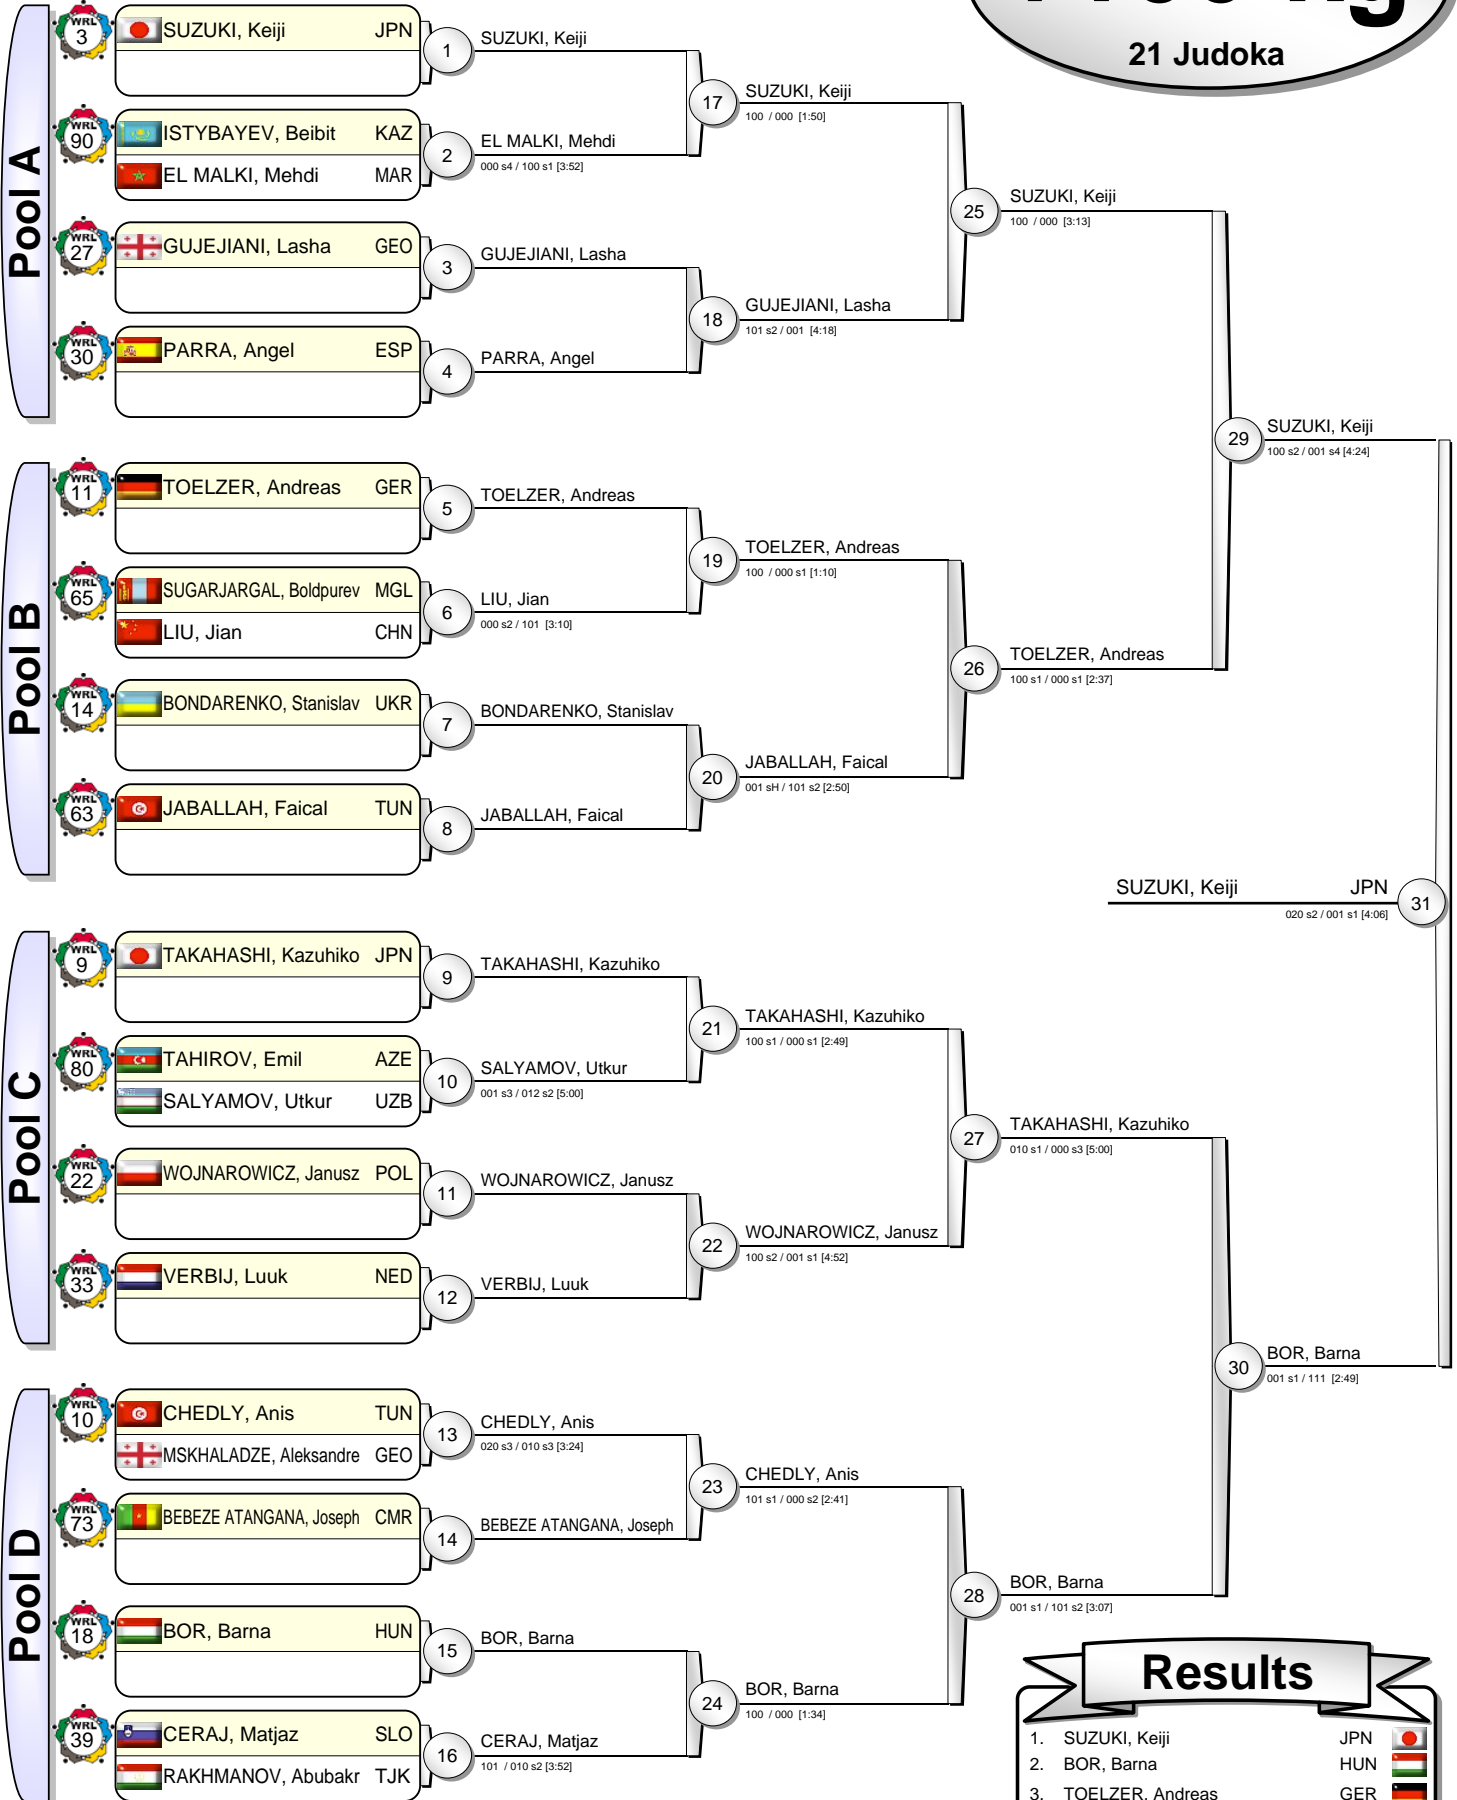 21 Judoka
Pool A
WRL 3 SUZUKI, Keiji JPN
WRL 90 ISTYBAYEV, Beibit KAZ
EL MALKI, Mehdi MAR
WRL 27 GUJEJIANI, Lasha GEO
WRL 30 PARRA, Angel ESP
1 SUZUKI, Keiji
2 EL MALKI, Mehdi
000 s4 / 100 s1 [3:52]
3 GUJEJIANI, Lasha
4 PARRA, Angel
17 SUZUKI, Keiji
100 / 000 [1:50]
18 GUJEJIANI, Lasha
101 s2 / 001 [4:18]
25 SUZUKI, Keiji
100 / 000 [3:13]
Pool B
WRL 11 TOELZER, Andreas GER
WRL 65 SUGARJARGAL, Boldpurev MGL
LIU, Jian CHN
WRL 14 BONDARENKO, Stanislav UKR
WRL 63 JABALLAH, Faical TUN
5 TOELZER, Andreas
6 LIU, Jian
000 s2 / 101 [3:10]
7 BONDARENKO, Stanislav
8 JABALLAH, Faical
19 TOELZER, Andreas
100 / 000 s1 [1:10]
20 JABALLAH, Faical
001 sH / 101 s2 [2:50]
26 TOELZER, Andreas
100 s1 / 000 s1 [2:37]
29 SUZUKI, Keiji
100 s2 / 001 s4 [4:24]
SUZUKI, Keiji JPN 31
020 s2 / 001 s1 [4:06]
Pool C
WRL 9 TAKAHASHI, Kazuhiko JPN
WRL 80 TAHIROV, Emil AZE
SALYAMOV, Utkur UZB
WRL 22 WOJNAROWICZ, Janusz POL
WRL 33 VERBIJ, Luuk NED
9 TAKAHASHI, Kazuhiko
10 SALYAMOV, Utkur
001 s3 / 012 s2 [5:00]
11 WOJNAROWICZ, Janusz
12 VERBIJ, Luuk
21 TAKAHASHI, Kazuhiko
100 s1 / 000 s1 [2:49]
22 WOJNAROWICZ, Janusz
100 s2 / 001 s1 [4:52]
27 TAKAHASHI, Kazuhiko
010 s1 / 000 s3 [5:00]
Pool D
WRL 10 CHEDLY, Anis TUN
MSKHALADZE, Aleksandre GEO
WRL 73 BEBEZE ATANGANA, Joseph CMR
WRL 18 BOR, Barna HUN
WRL 39 CERAJ, Matjaz SLO
RAKHMANOV, Abubakr TJK
13 CHEDLY, Anis
020 s3 / 010 s3 [3:24]
14 BEBEZE ATANGANA, Joseph
15 BOR, Barna
16 CERAJ, Matjaz
101 / 010 s2 [3:52]
23 CHEDLY, Anis
101 s1 / 000 s2 [2:41]
24 BOR, Barna
100 / 000 [1:34]
28 BOR, Barna
001 s1 / 101 s2 [3:07]
30 BOR, Barna
001 s1 / 111 [2:49]
Results
1. SUZUKI, Keiji JPN
2. BOR, Barna HUN
3. TOELZER, Andreas GER